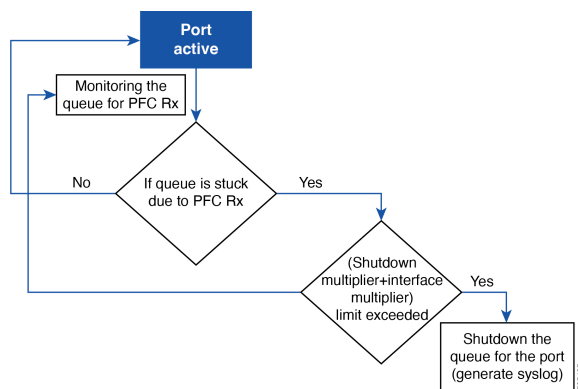 Port
active
Monitoring the
queue for PFC Rx
No
If queue is stuck
due to PFC Rx
Yes
(Shutdown
multiplier+interface
multiplier)
limit exceeded
Yes
Shutdown the
queue for the port
(generate syslog)